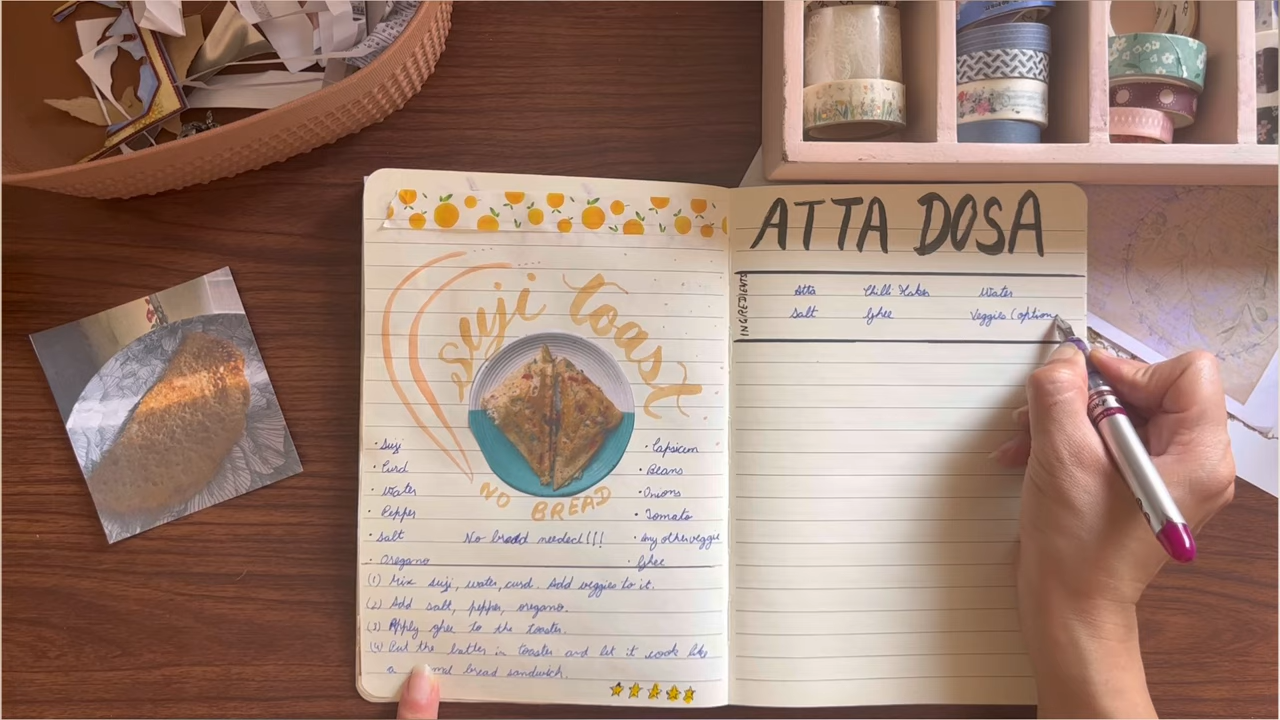 Suji Toast
NO BREAD
• Suji
• Curd
• Water
• Pepper
• Salt
• Oregano
No bread needed!!!
• Capsicum
• Beans
• Onions
• Tomato
• Any other veggie
• Ghee
(1) Mix suji, water, curd. Add veggies to it.
(2) Add salt, pepper, oregano.
(3) Apply ghee to the toaster.
(4) Put the batter in toaster and let it cook like
a bread sandwich.
ATTA DOSA
INGREDIENTS
Atta Chilli flakes Water
Salt Ghee Veggies (option